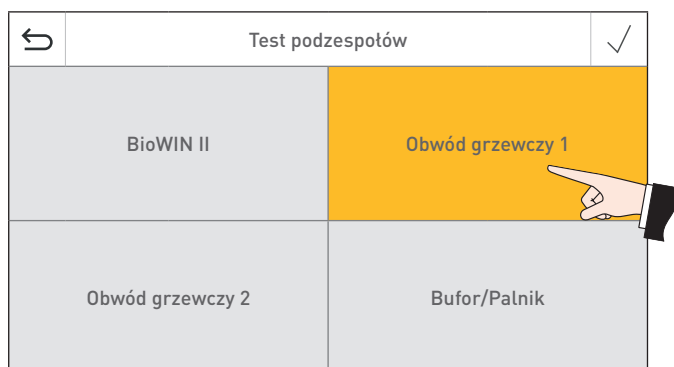 Test podzespołów
BioWIN II
Obwód grzewczy 1
Obwód grzewczy 2
Bufor/Palnik